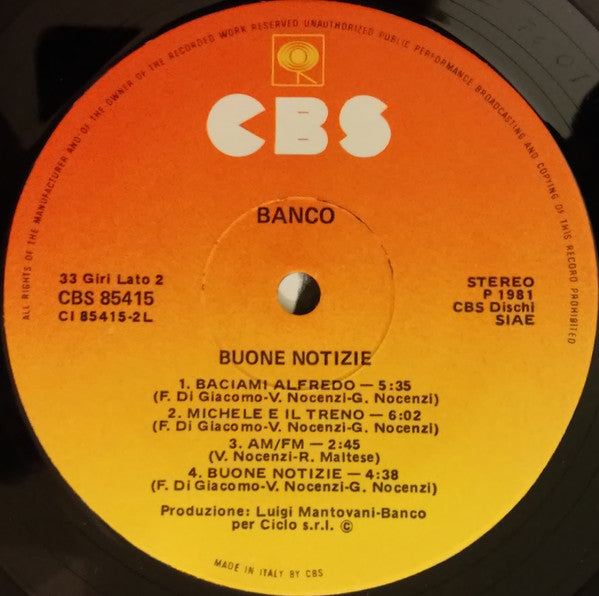 ALL RIGHTS OF THE MANUFACTURER AND OF THE OWNER OF THE RECORDED WORK RESERVED UNAUTHORIZED PUBLIC PERFORMANCE BROADCASTING AND COPYING OF THIS RECORD PROHIBITED
CBS
BANCO
33 Giri Lato 2
CBS 85415
CI 85415-2L
STEREO
P 1981
CBS Dischi
SIAE
BUONE NOTIZIE
1. BACIAMI ALFREDO — 5:35
(F. Di Giacomo-V. Nocenzi-G. Nocenzi)
2. MICHELE E IL TRENO — 6:02
(F. Di Giacomo-V. Nocenzi-G. Nocenzi)
3. AM/FM — 2:45
(V. Nocenzi-R. Maltese)
4. BUONE NOTIZIE — 4:38
(F. Di Giacomo-V. Nocenzi-G. Nocenzi)
Produzione: Luigi Mantovani-Banco
per Ciclo s.r.l. ©
MADE IN ITALY BY CBS